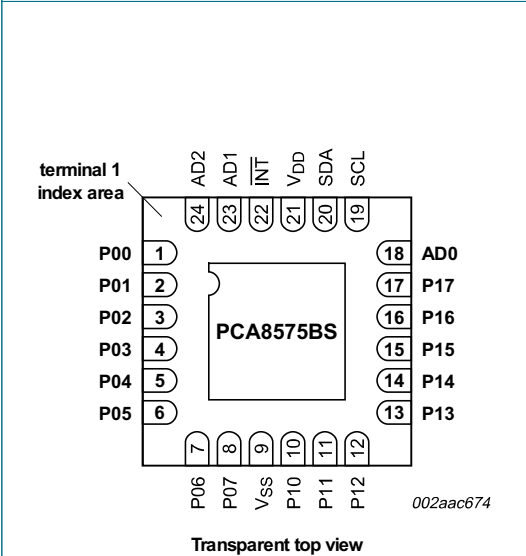 terminal 1
index area
AD2
AD1
INT
VDD
SDA
SCL
24
23
22
21
20
19
P00 1
18 AD0
P01 2
17 P17
P02 3
16 P16
P03 4
15 P15
P04 5
14 P14
P05 6
13 P13
PCA8575BS
7
8
9
10
11
12
P06
P07
VSS
P10
P11
P12
002aac674
Transparent top view